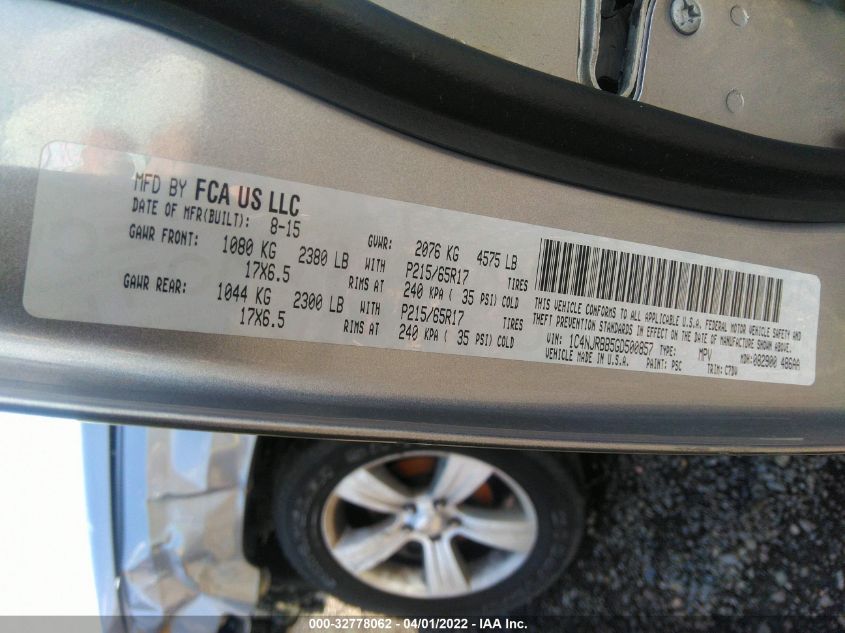 MFD BY FCA US LLC
DATE OF MFR(BUILT): 8-15
GVWR: 2076 KG 4575 LB
GAWR FRONT: 1080 KG 2380 LB WITH P215/65R17 TIRES
17X6.5 RIMS AT 240 KPA ( 35 PSI) COLD
GAWR REAR: 1044 KG 2300 LB WITH P215/65R17 TIRES
17X6.5 RIMS AT 240 KPA ( 35 PSI) COLD
THIS VEHICLE CONFORMS TO ALL APPLICABLE U.S.A. FEDERAL MOTOR VEHICLE SAFETY AND
THEFT PREVENTION STANDARDS IN EFFECT ON THE DATE OF MANUFACTURE SHOWN ABOVE.
VIN: 1C4NJRBB5GD500857 TYPE: MPV MDH: 082900 486AA
MADE IN U.S.A. PAINT: PSC TRIM: C7DV
000-32778062 - 04/01/2022 - IAA Inc.